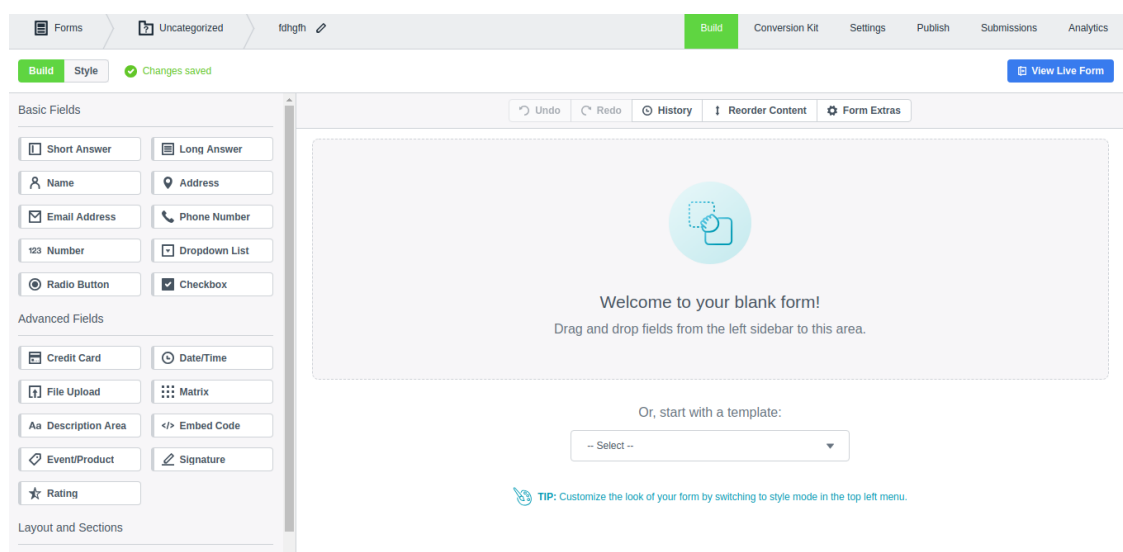 Forms Uncategorized fdhgfh Build Conversion Kit Settings Publish Submissions Analytics
Build Style Changes saved View Live Form
Basic Fields
Undo Redo History Reorder Content Form Extras
Short Answer Long Answer
Name Address
Email Address Phone Number
123 Number Dropdown List
Radio Button Checkbox
Advanced Fields
Credit Card Date/Time
File Upload Matrix
Aa Description Area </> Embed Code
Event/Product Signature
Rating
Layout and Sections
Welcome to your blank form!
Drag and drop fields from the left sidebar to this area.
Or, start with a template:
-- Select --
TIP: Customize the look of your form by switching to style mode in the top left menu.